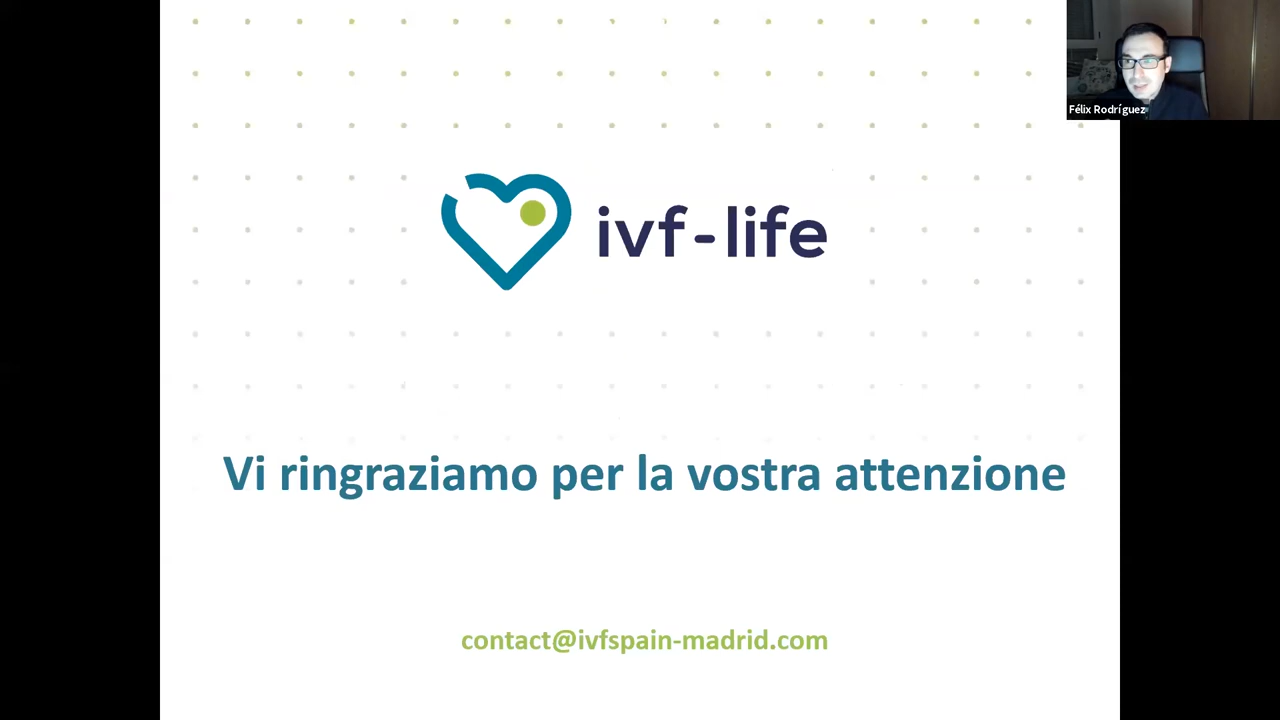 Félix Rodríguez
ivf-life
Vi ringraziamo per la vostra attenzione
contact@ivfspain-madrid.com